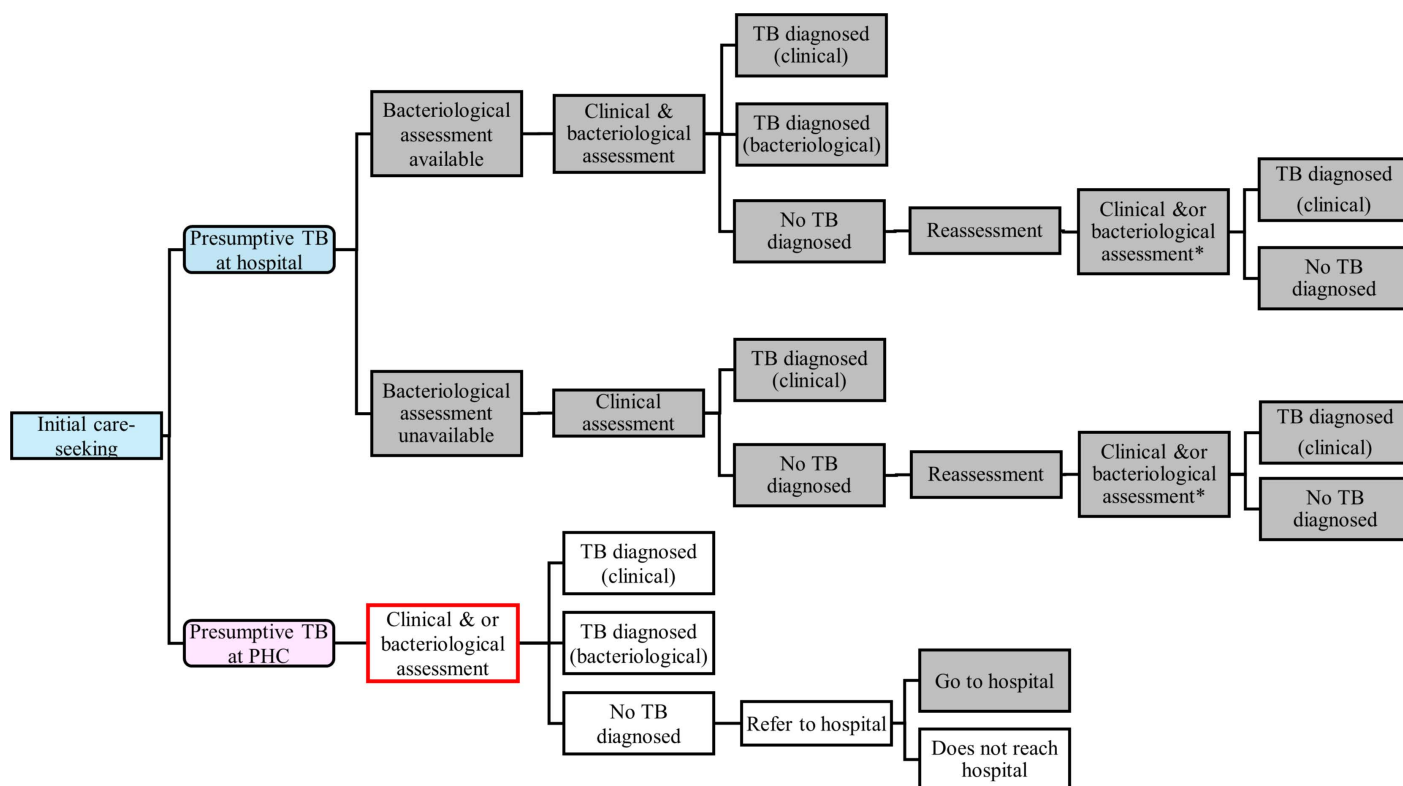 Initial care-
seeking
Presumptive TB
at hospital
Bacteriological
assessment
available
Clinical &
bacteriological
assessment
TB diagnosed
(clinical)
TB diagnosed
(bacteriological)
No TB
diagnosed
Reassessment
Clinical &or
bacteriological
assessment*
TB diagnosed
(clinical)
No TB
diagnosed
Bacteriological
assessment
unavailable
Clinical
assessment
TB diagnosed
(clinical)
No TB
diagnosed
Reassessment
Clinical &or
bacteriological
assessment*
TB diagnosed
(clinical)
No TB
diagnosed
Presumptive TB
at PHC
Clinical & or
bacteriological
assessment
TB diagnosed
(clinical)
TB diagnosed
(bacteriological)
No TB
diagnosed
Refer to hospital
Go to hospital
Does not reach
hospital